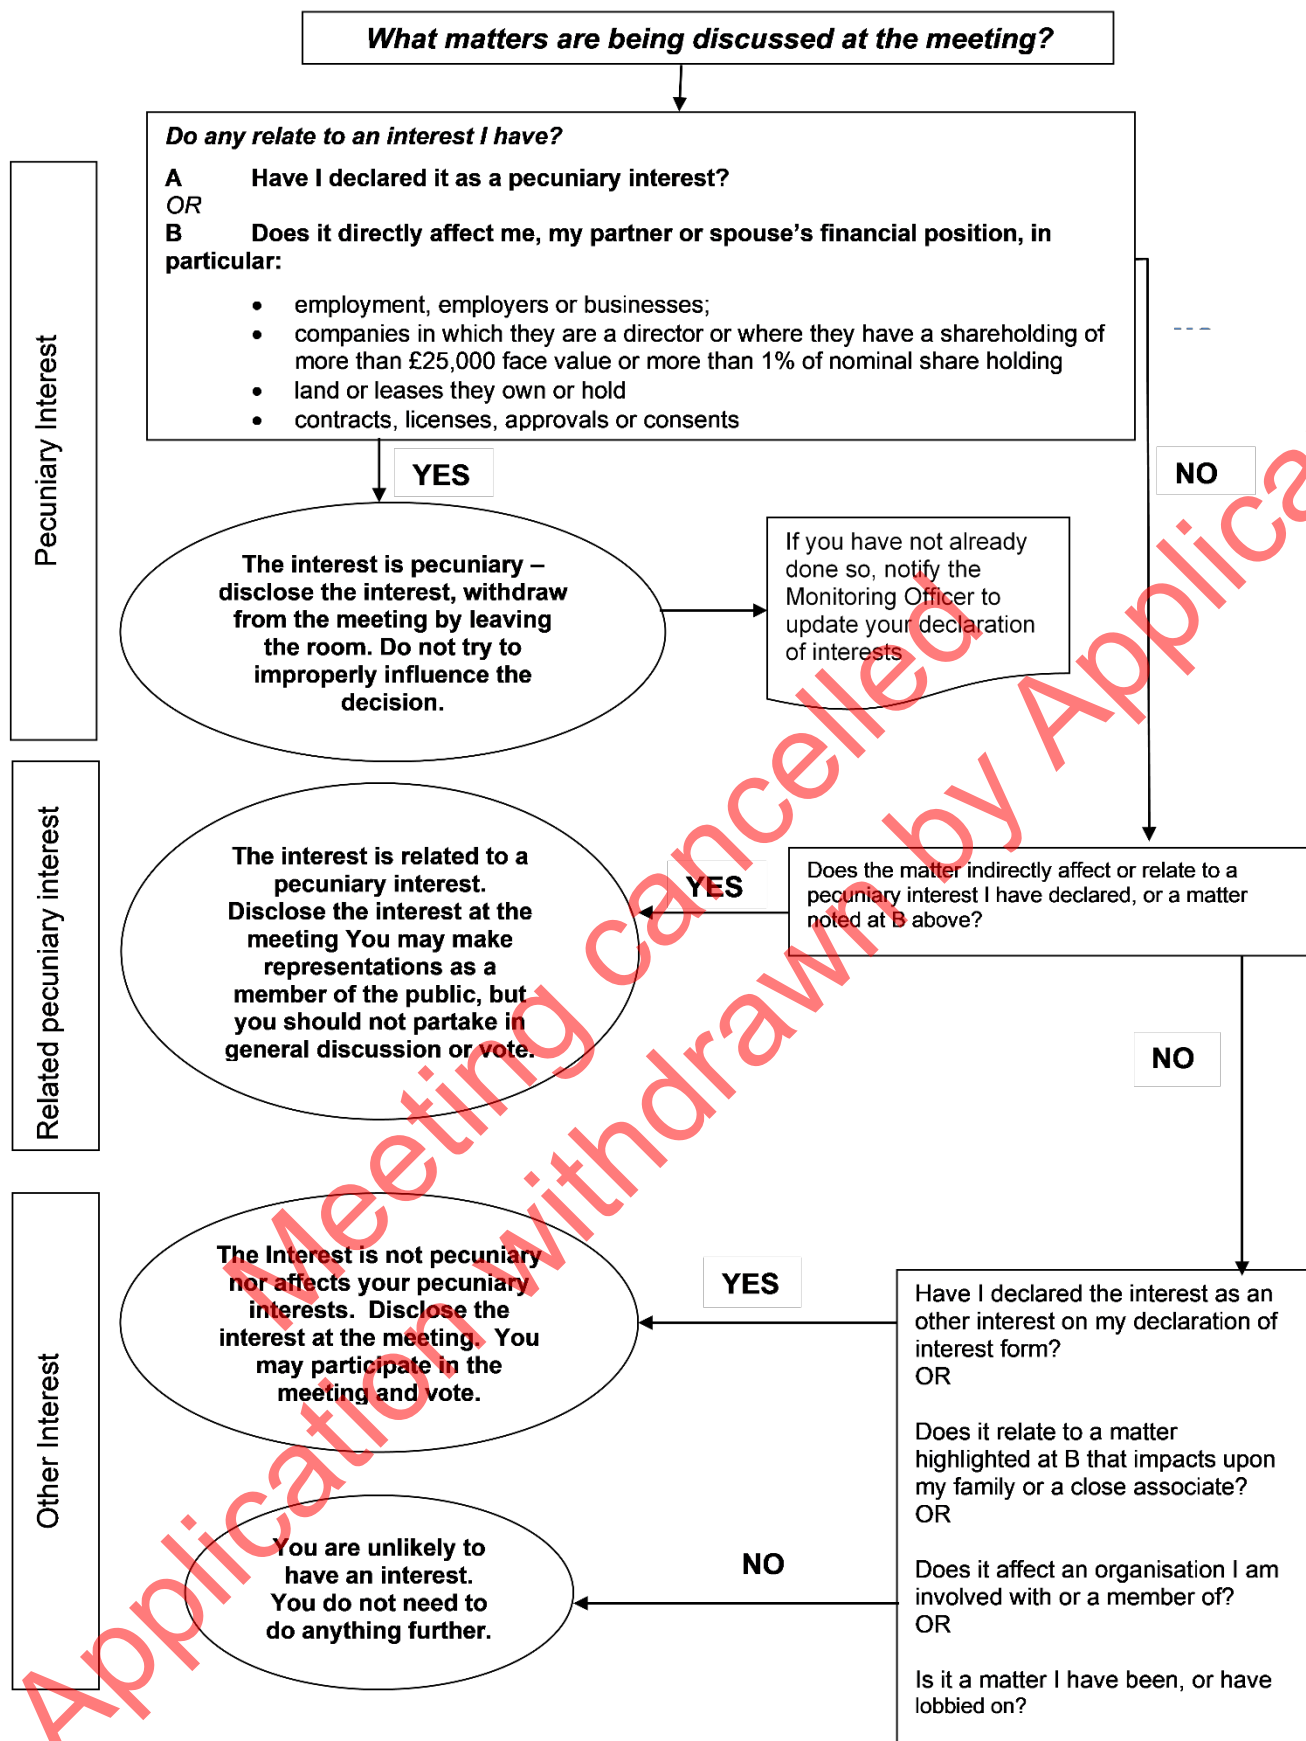 What matters are being discussed at the meeting?
Do any relate to an interest I have?
A Have I declared it as a pecuniary interest?
OR
B Does it directly affect me, my partner or spouse's financial position, in
particular:
• employment, employers or businesses;
• companies in which they are a director or where they have a shareholding of
more than £25,000 face value or more than 1% of nominal share holding
• land or leases they own or hold
• contracts, licenses, approvals or consents
Pecuniary Interest
YES
NO
The interest is pecuniary –
disclose the interest, withdraw
from the meeting by leaving
the room. Do not try to
improperly influence the
decision.
If you have not already
done so, notify the
Monitoring Officer to
update your declaration
of interests
Related pecuniary interest
The interest is related to a
pecuniary interest.
Disclose the interest at the
meeting You may make
representations as a
member of the public, but
you should not partake in
general discussion or vote.
YES
Does the matter indirectly affect or relate to a
pecuniary interest I have declared, or a matter
noted at B above?
NO
Other Interest
The Interest is not pecuniary
nor affects your pecuniary
interests. Disclose the
interest at the meeting. You
may participate in the
meeting and vote.
YES
Have I declared the interest as an
other interest on my declaration of
interest form?
OR
Does it relate to a matter
highlighted at B that impacts upon
my family or a close associate?
OR
Does it affect an organisation I am
involved with or a member of?
OR
Is it a matter I have been, or have
lobbied on?
NO
You are unlikely to
have an interest.
You do not need to
do anything further.
Meeting cancelled
Application withdrawn by Applica